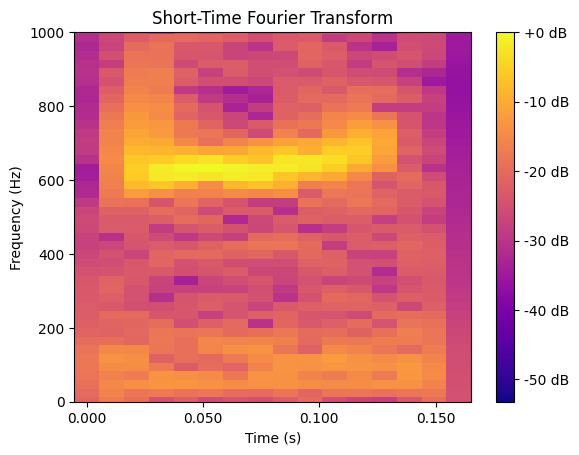 Short-Time Fourier Transform
1000
800
600
400
200
0
Frequency (Hz)
0.000
0.050
0.100
0.150
Time (s)
+0 dB
-10 dB
-20 dB
-30 dB
-40 dB
-50 dB